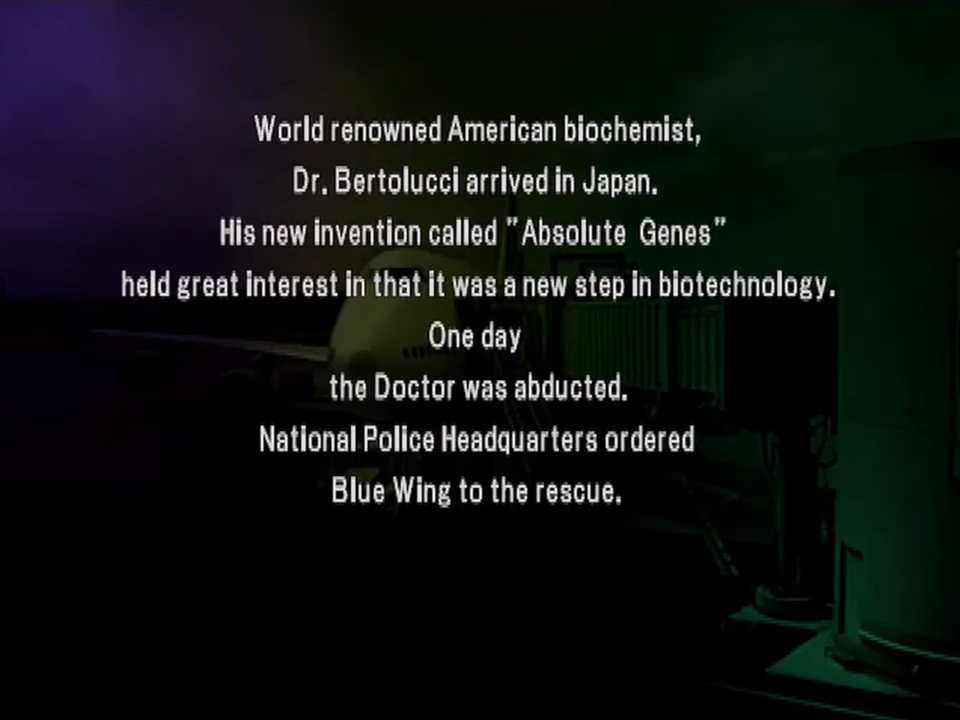 World renowned American biochemist,
Dr. Bertolucci arrived in Japan.
His new invention called "Absolute Genes"
held great interest in that it was a new step in biotechnology.
One day
the Doctor was abducted.
National Police Headquarters ordered
Blue Wing to the rescue.